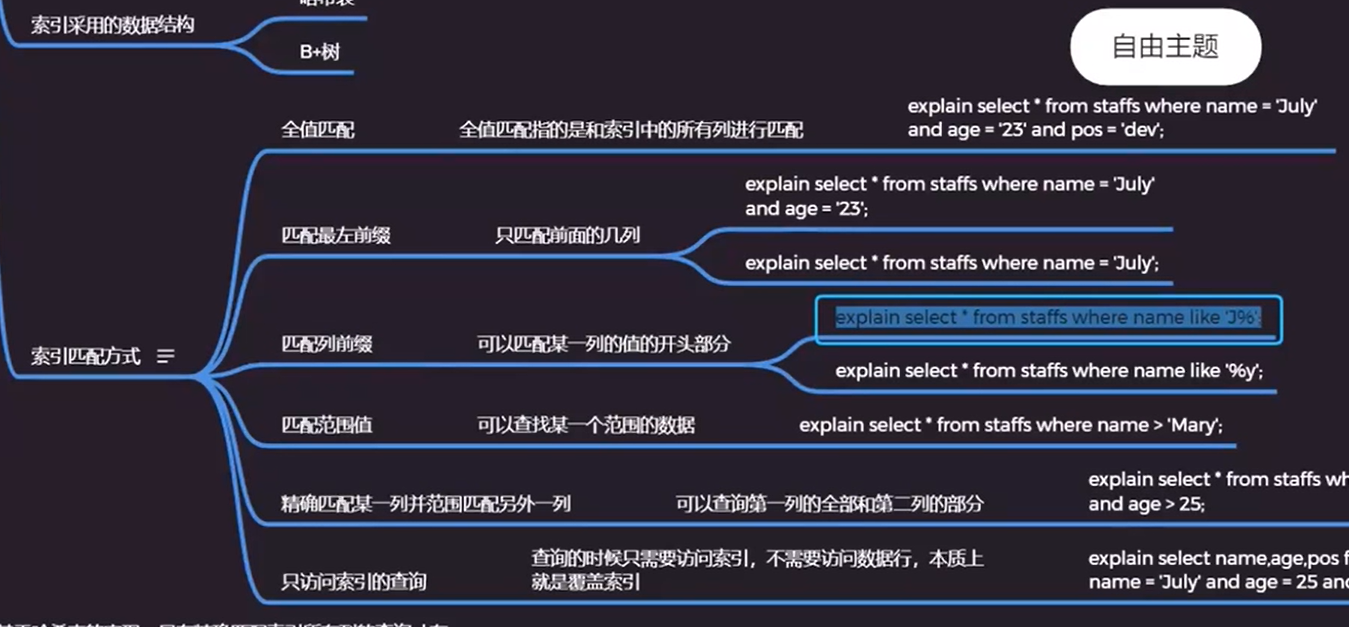 哈希表
索引采用的数据结构
B+树
自由主题
全值匹配
全值匹配指的是和索引中的所有列进行匹配
explain select * from staffs where name = 'July'
and age = '23' and pos = 'dev';
匹配最左前缀
只匹配前面的几列
explain select * from staffs where name = 'July'
and age = '23';
explain select * from staffs where name = 'July';
索引匹配方式
匹配列前缀
可以匹配某一列的值的开头部分
explain select * from staffs where name like 'J%';
explain select * from staffs where name like '%y';
匹配范围值
可以查找某一个范围的数据
explain select * from staffs where name > 'Mary';
精确匹配某一列并范围匹配另外一列
可以查询第一列的全部和第二列的部分
explain select * from staffs wh
and age > 25;
只访问索引的查询
查询的时候只需要访问索引，不需要访问数据行，本质上
就是覆盖索引
explain select name,age,pos f
name = 'July' and age = 25 an